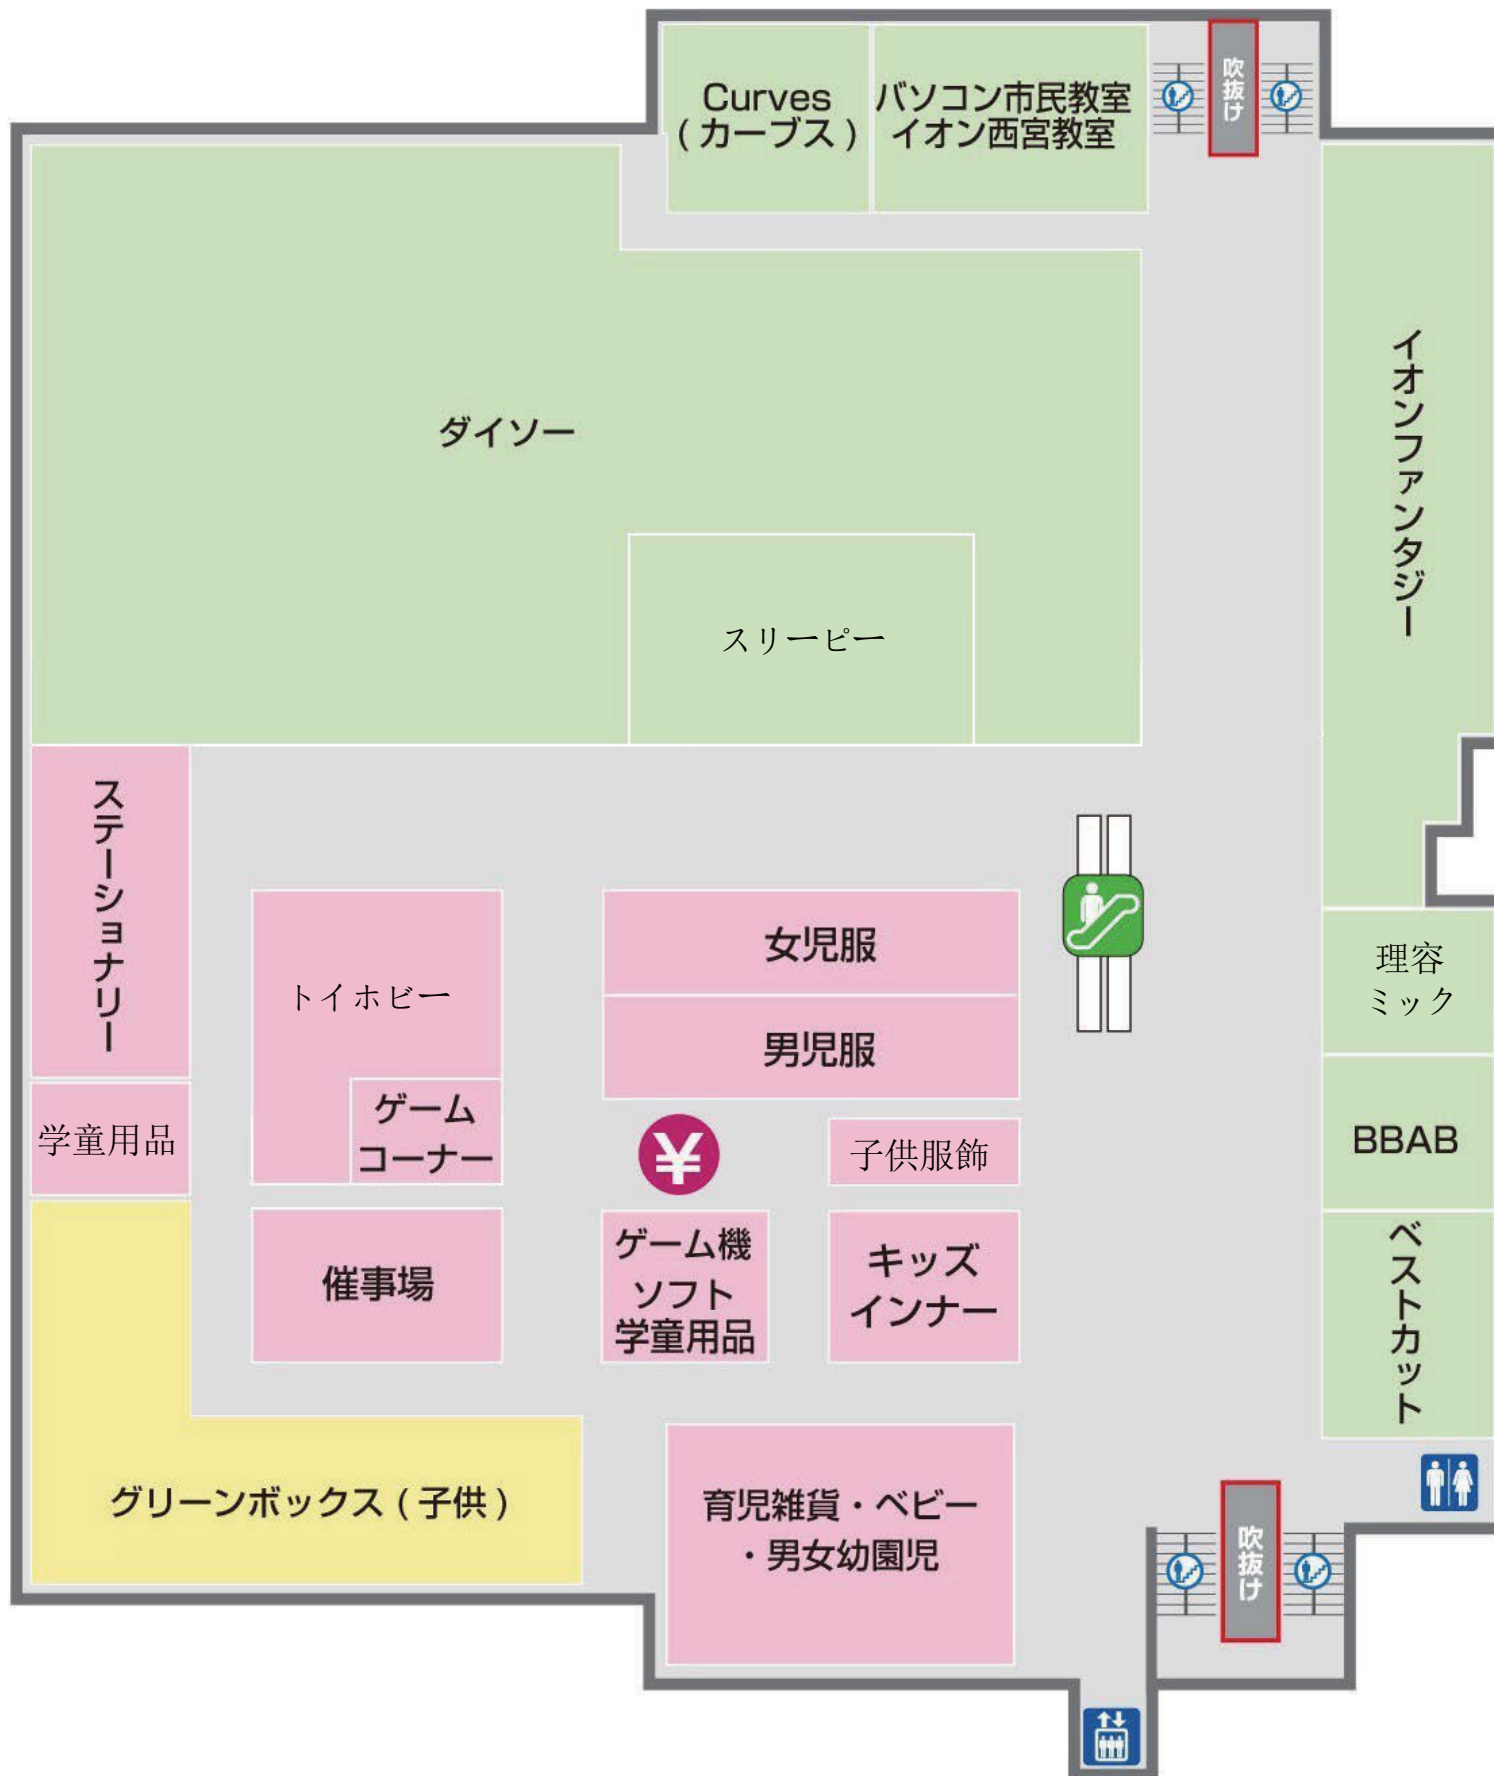 Curves
(カーブス)
パソコン市民教室
イオン西宮教室
吹抜け
ダイソー
イオンファンタジー
スリーピー
ステーショナリー
トイホビー
女児服
理容
ミック
男児服
ゲーム
コーナー
学童用品
¥
子供服飾
BBAB
催事場
ゲーム機
ソフト
学童用品
キッズ
インナー
ベストカット
グリーンボックス(子供)
育児雑貨・ベビー
・男女幼園児
吹抜け